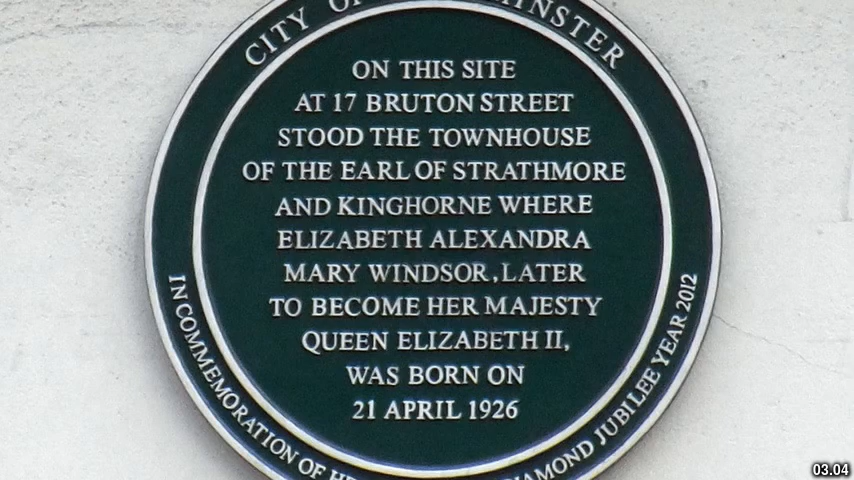 CITY OF
ON THIS SITE
AT 17 BRUTON STREET
STOOD THE TOWNHOUSE
OF THE EARL OF STRATHMORE
AND KINGHORNE WHERE
ELIZABETH ALEXANDRA
MARY WINDSOR, LATER
TO BECOME HER MAJESTY
QUEEN ELIZABETH II,
WAS BORN ON
21 APRIL 1926
IN COMMEMORATION OF
DIAMOND JUBILEE YEAR 2012
03.04